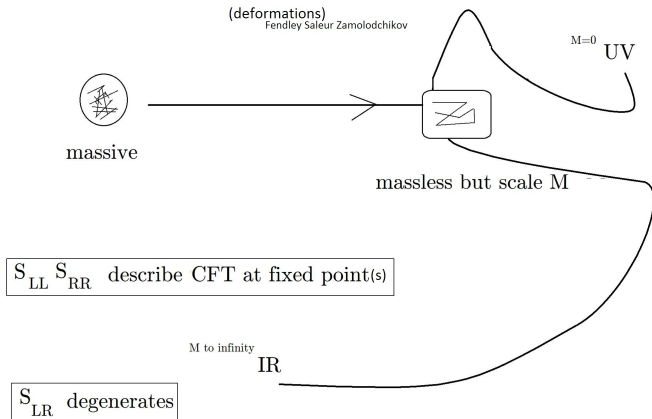 (deformations)
Fendley Saleur Zamolodchikov
M=0 UV
massive
massless but scale M
S_LL S_RR describe CFT at fixed point(s)
M to infinity IR
S_LR degenerates